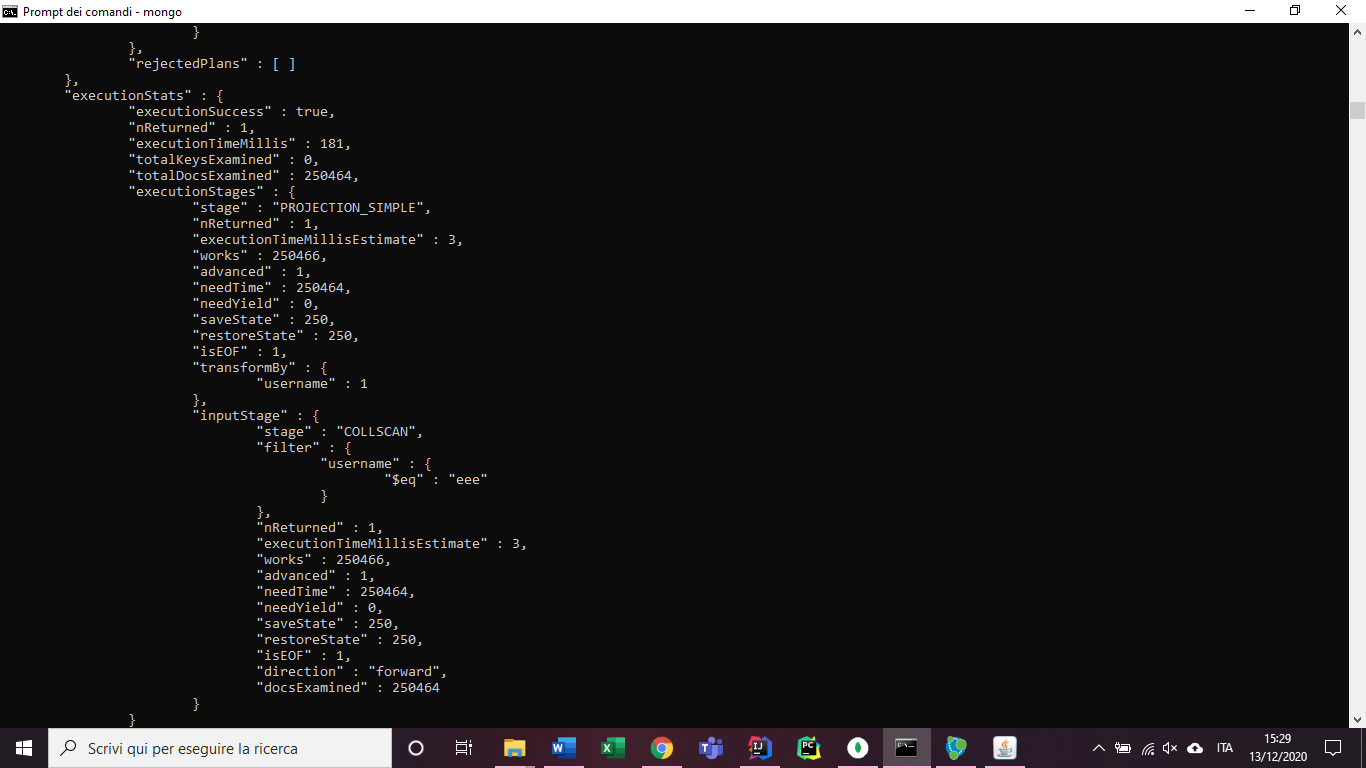 Prompt dei comandi - mongo
}
},
"rejectedPlans" : [ ]
},
"executionStats" : {
"executionSuccess" : true,
"nReturned" : 1,
"executionTimeMillis" : 181,
"totalKeysExamined" : 0,
"totalDocsExamined" : 250464,
"executionStages" : {
"stage" : "PROJECTION_SIMPLE",
"nReturned" : 1,
"executionTimeMillisEstimate" : 3,
"works" : 250466,
"advanced" : 1,
"needTime" : 250464,
"needYield" : 0,
"saveState" : 250,
"restoreState" : 250,
"isEOF" : 1,
"transformBy" : {
"username" : 1
},
"inputStage" : {
"stage" : "COLLSCAN",
"filter" : {
"username" : {
"$eq" : "eee"
}
},
"nReturned" : 1,
"executionTimeMillisEstimate" : 3,
"works" : 250466,
"advanced" : 1,
"needTime" : 250464,
"needYield" : 0,
"saveState" : 250,
"restoreState" : 250,
"isEOF" : 1,
"direction" : "forward",
"docsExamined" : 250464
}
}
Scrivi qui per eseguire la ricerca
ITA
15:29
13/12/2020